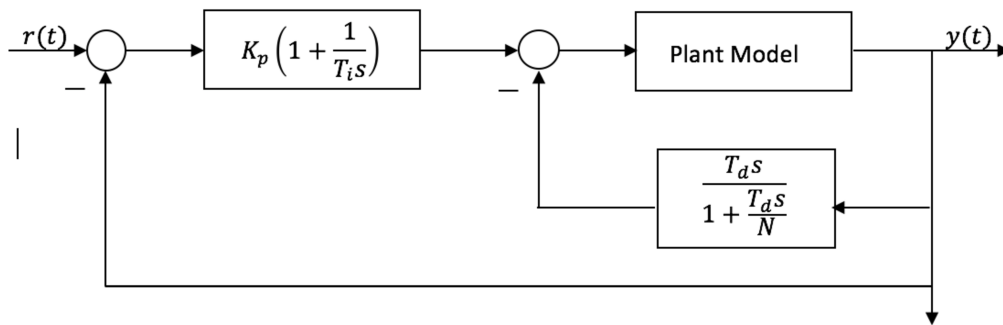 r(t)
K_p (1 + 1/(T_i s))
Plant Model
y(t)
−
−
T_d s / (1 + T_d s/N)